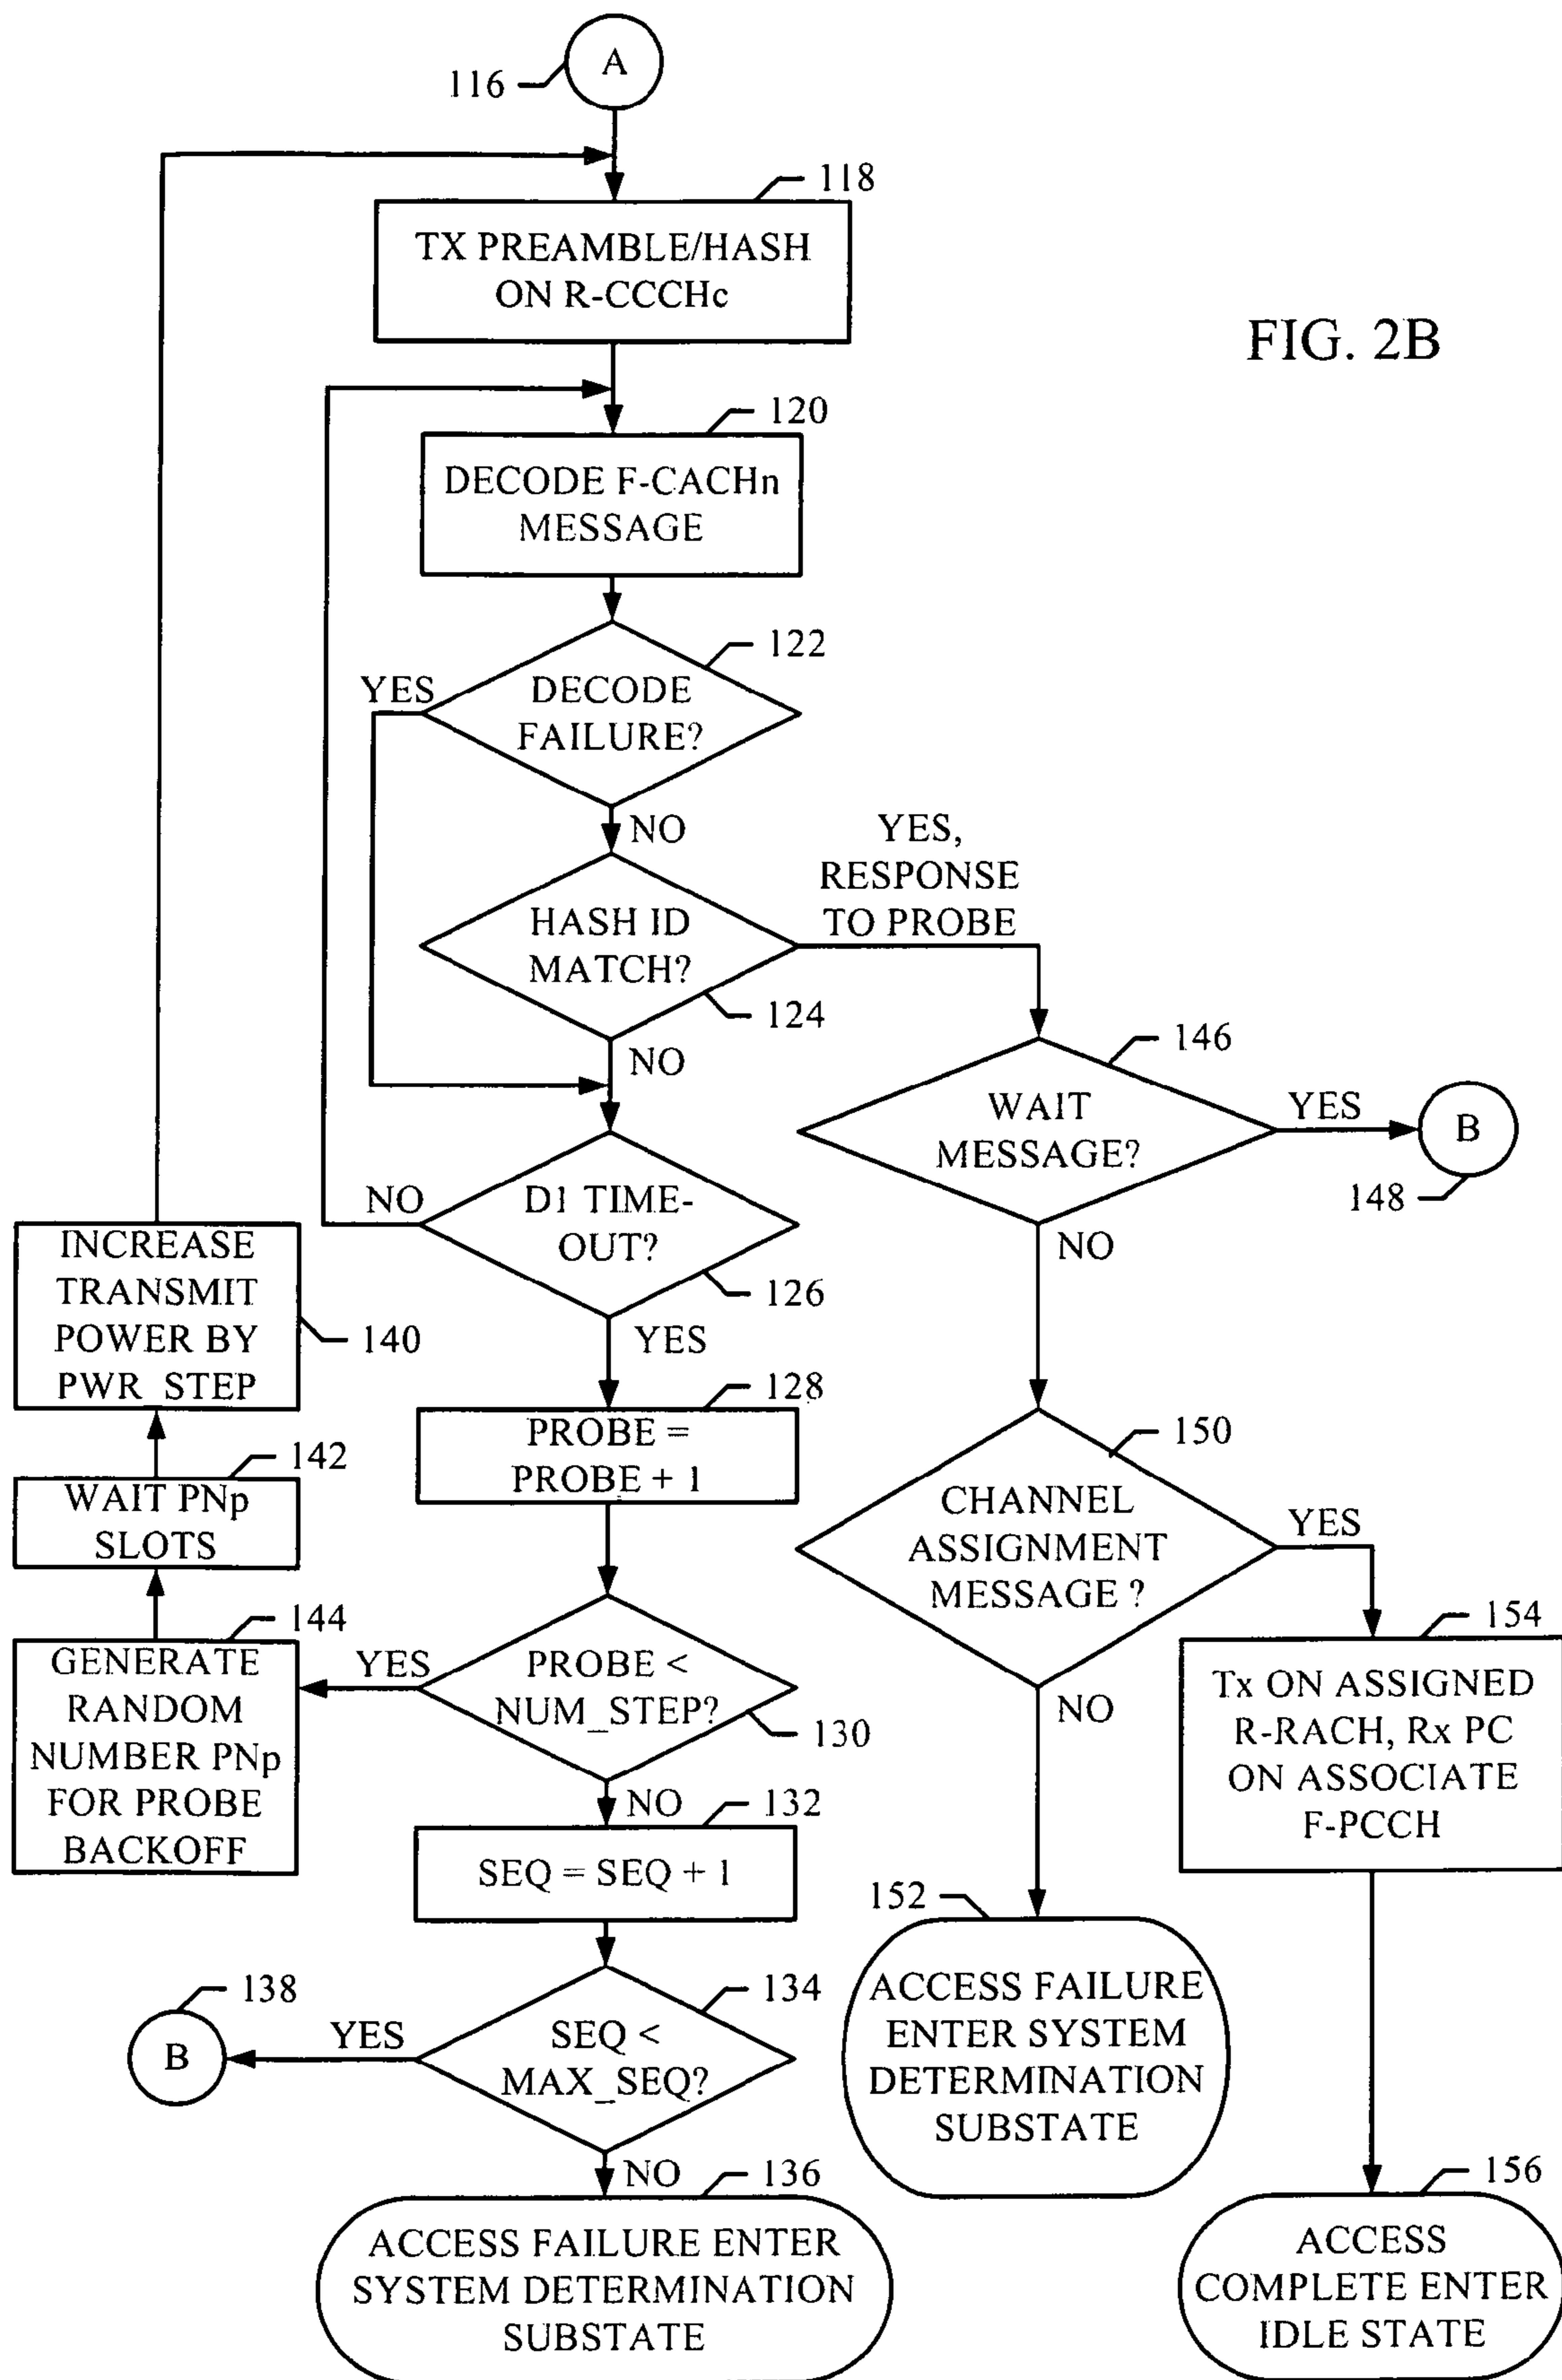 A
116
118
TX PREAMBLE/HASH
ON R-CCCHc
FIG. 2B
120
DECODE F-CACHn
MESSAGE
122
YES
DECODE
FAILURE?
NO
YES,
RESPONSE
TO PROBE
HASH ID
MATCH?
124
NO
146
WAIT
MESSAGE?
YES
B
148
NO
D1 TIME-
OUT?
NO
126
YES
INCREASE
TRANSMIT
POWER BY
PWR_STEP
140
128
PROBE =
PROBE + 1
150
CHANNEL
ASSIGNMENT
MESSAGE ?
YES
NO
142
WAIT PNp
SLOTS
144
GENERATE
RANDOM
NUMBER PNp
FOR PROBE
BACKOFF
YES
PROBE <
NUM_STEP?
130
NO
154
Tx ON ASSIGNED
R-RACH, Rx PC
ON ASSOCIATE
F-PCCH
132
SEQ = SEQ + 1
152
ACCESS FAILURE
ENTER SYSTEM
DETERMINATION
SUBSTATE
138
B
YES
134
SEQ <
MAX_SEQ?
NO
136
ACCESS FAILURE ENTER
SYSTEM DETERMINATION
SUBSTATE
156
ACCESS
COMPLETE ENTER
IDLE STATE